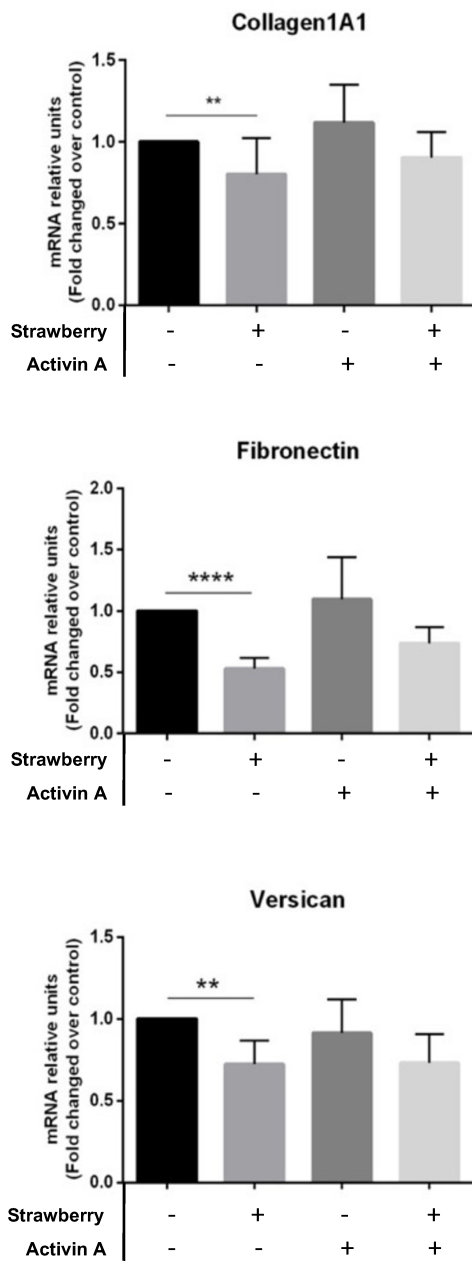 Collagen1A1
mRNA relative units
(Fold changed over control)
1.5
1.0
0.5
0.0
**
Strawberry - + - +
Activin A - - + +
Fibronectin
mRNA relative units
(Fold changed over control)
2.0
1.5
1.0
0.5
0.0
****
Strawberry - + - +
Activin A - - + +
Versican
mRNA relative units
(Fold changed over control)
1.5
1.0
0.5
0.0
**
Strawberry - + - +
Activin A - - + +